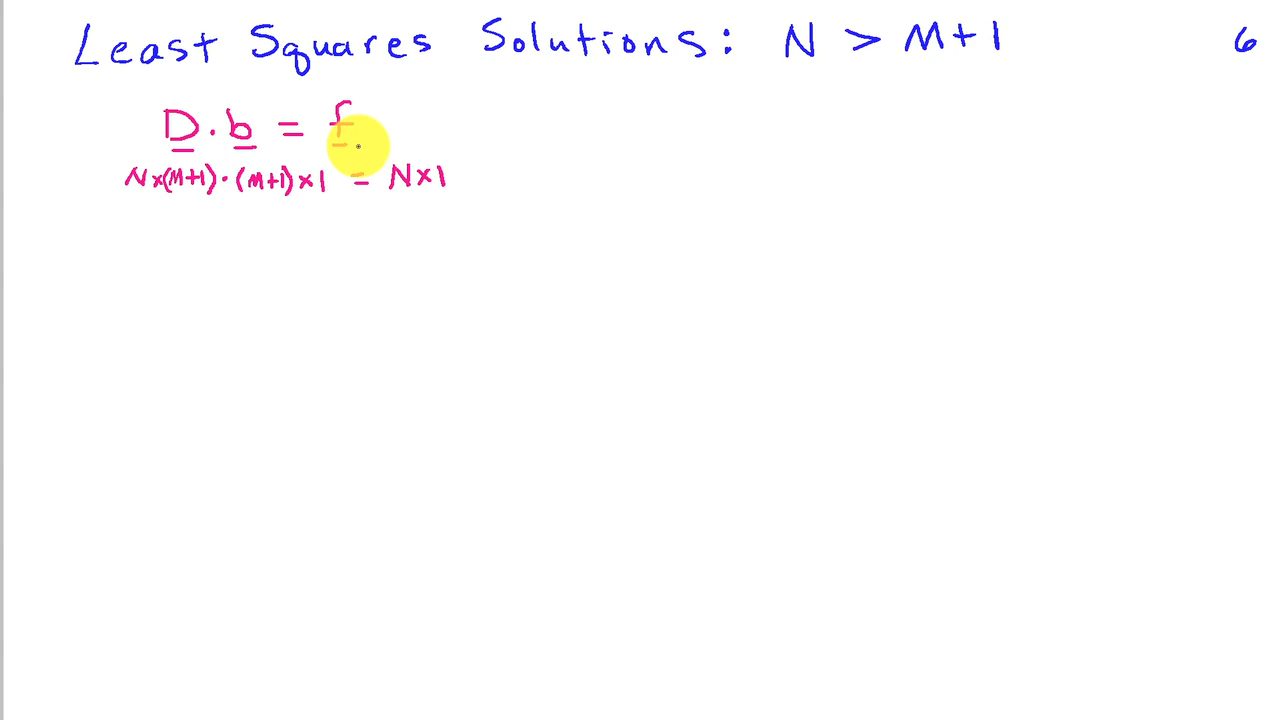 Least Squares Solutions: N > M+1 6
D · b = f
N×(M+1) · (M+1)×1 = N×1